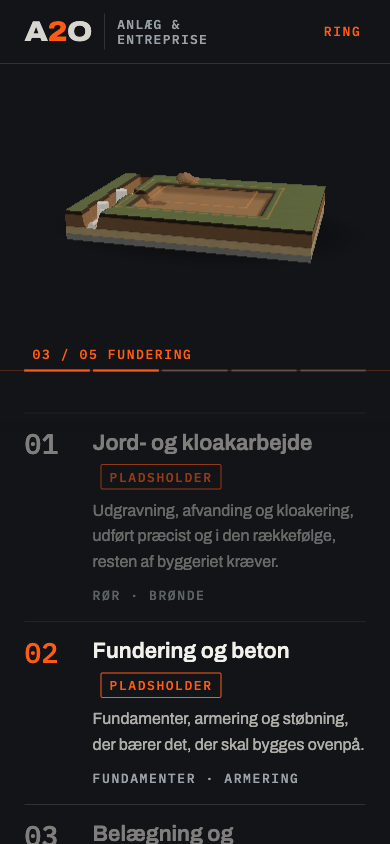 A2O
ANLÆG &
ENTREPRISE
RING
03 / 05 FUNDERING
01
Jord- og kloakarbejde
PLADSHOLDER
Udgravning, afvanding og kloakering,
udført præcist og i den rækkefølge,
resten af byggeriet kræver.
RØR · BRØNDE
02
Fundering og beton
PLADSHOLDER
Fundamenter, armering og støbning,
der bærer det, der skal bygges ovenpå.
FUNDAMENTER · ARMERING
03
Belægning og